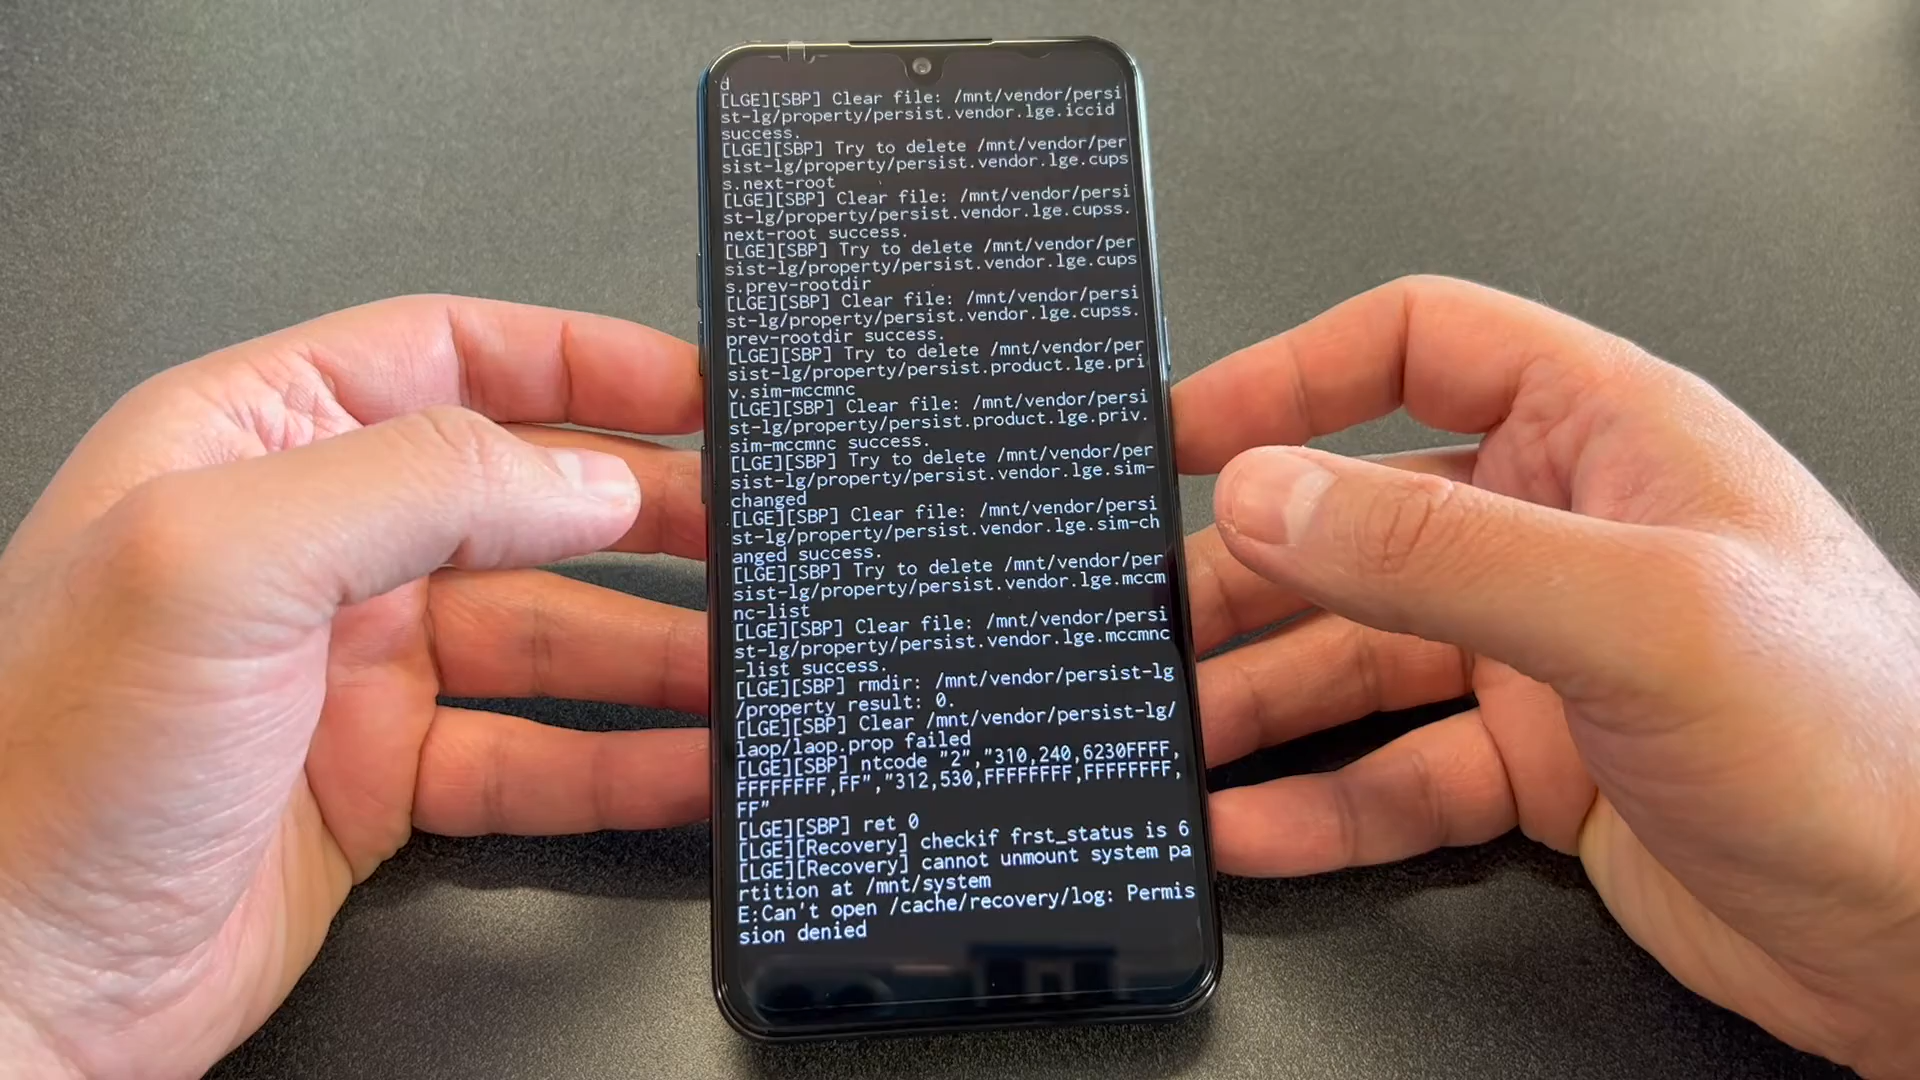 d
[LGE][SBP] Clear file: /mnt/vendor/persi
st-lg/property/persist.vendor.lge.iccid
success.
[LGE][SBP] Try to delete /mnt/vendor/per
sist-lg/property/persist.vendor.lge.cups
s.next-root
[LGE][SBP] Clear file: /mnt/vendor/persi
st-lg/property/persist.vendor.lge.cupss.
next-root success.
[LGE][SBP] Try to delete /mnt/vendor/per
sist-lg/property/persist.vendor.lge.cups
s.prev-rootdir
[LGE][SBP] Clear file: /mnt/vendor/persi
st-lg/property/persist.vendor.lge.cupss.
prev-rootdir success.
[LGE][SBP] Try to delete /mnt/vendor/per
sist-lg/property/persist.product.lge.pri
v.sim-mccmnc
[LGE][SBP] Clear file: /mnt/vendor/persi
st-lg/property/persist.product.lge.priv.
sim-mccmnc success.
[LGE][SBP] Try to delete /mnt/vendor/per
sist-lg/property/persist.vendor.lge.sim-
changed
[LGE][SBP] Clear file: /mnt/vendor/persi
st-lg/property/persist.vendor.lge.sim-ch
anged success.
[LGE][SBP] Try to delete /mnt/vendor/per
sist-lg/property/persist.vendor.lge.mccm
nc-list
[LGE][SBP] Clear file: /mnt/vendor/persi
st-lg/property/persist.vendor.lge.mccmnc
-list success.
[LGE][SBP] rmdir: /mnt/vendor/persist-lg
/property result: 0.
[LGE][SBP] Clear /mnt/vendor/persist-lg/
laop/laop.prop failed
[LGE][SBP] ntcode "2","310,240,6230FFFF,
FFFFFFFF,FF","312,530,FFFFFFFF,FFFFFFFF,
FF"
[LGE][SBP] ret 0
[LGE][Recovery] checkif frst_status is 6
[LGE][Recovery] cannot unmount system pa
rtition at /mnt/system
E:Can't open /cache/recovery/log: Permis
sion denied